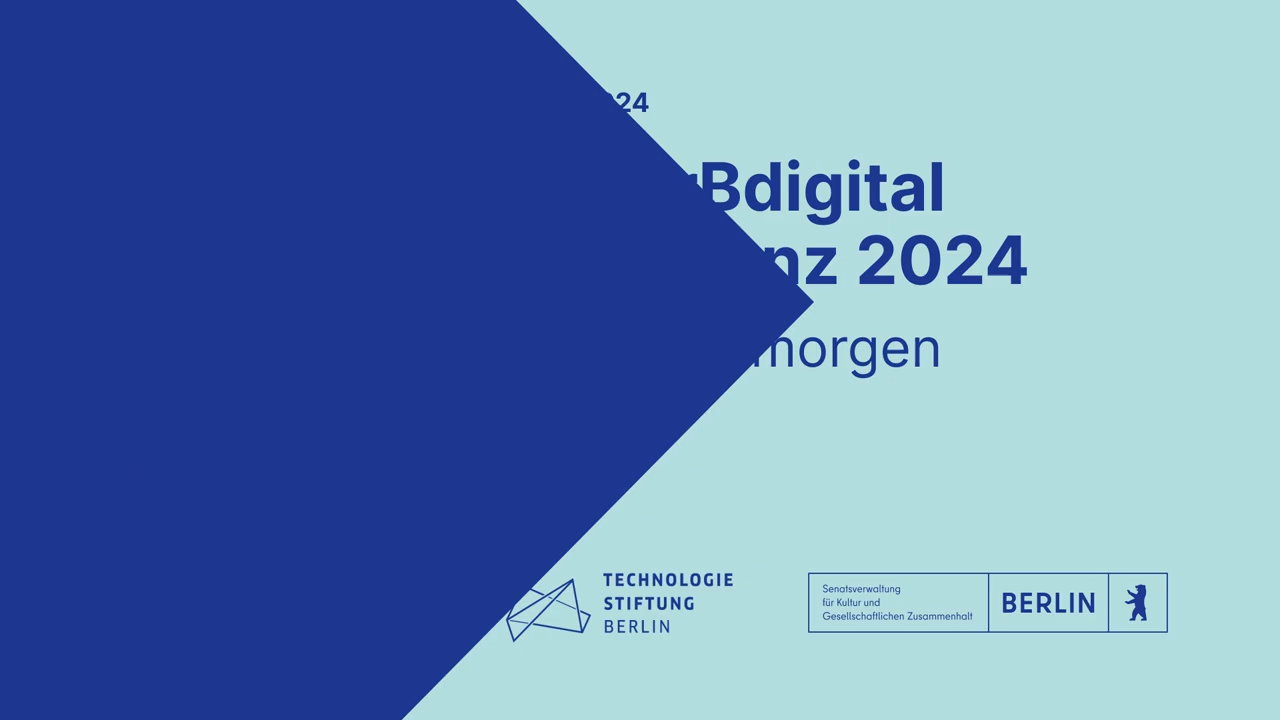 24
Bdigital
nz 2024
morgen
TECHNOLOGIE
STIFTUNG
BERLIN
Senatsverwaltung
für Kultur und
Gesellschaftlichen Zusammenhalt
BERLIN